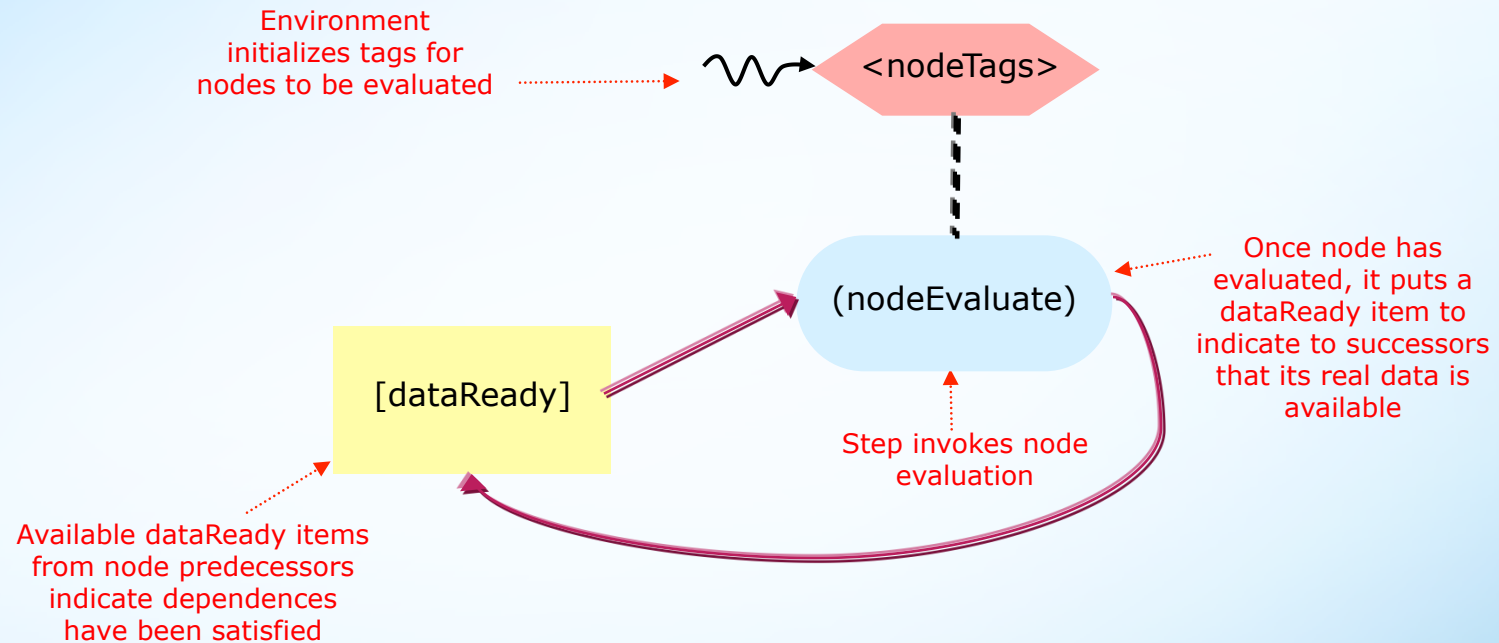 Environment
initializes tags for
nodes to be evaluated
<nodeTags>
(nodeEvaluate)
Once node has
evaluated, it puts a
dataReady item to
indicate to successors
that its real data is
available
[dataReady]
Step invokes node
evaluation
Available dataReady items
from node predecessors
indicate dependences
have been satisfied